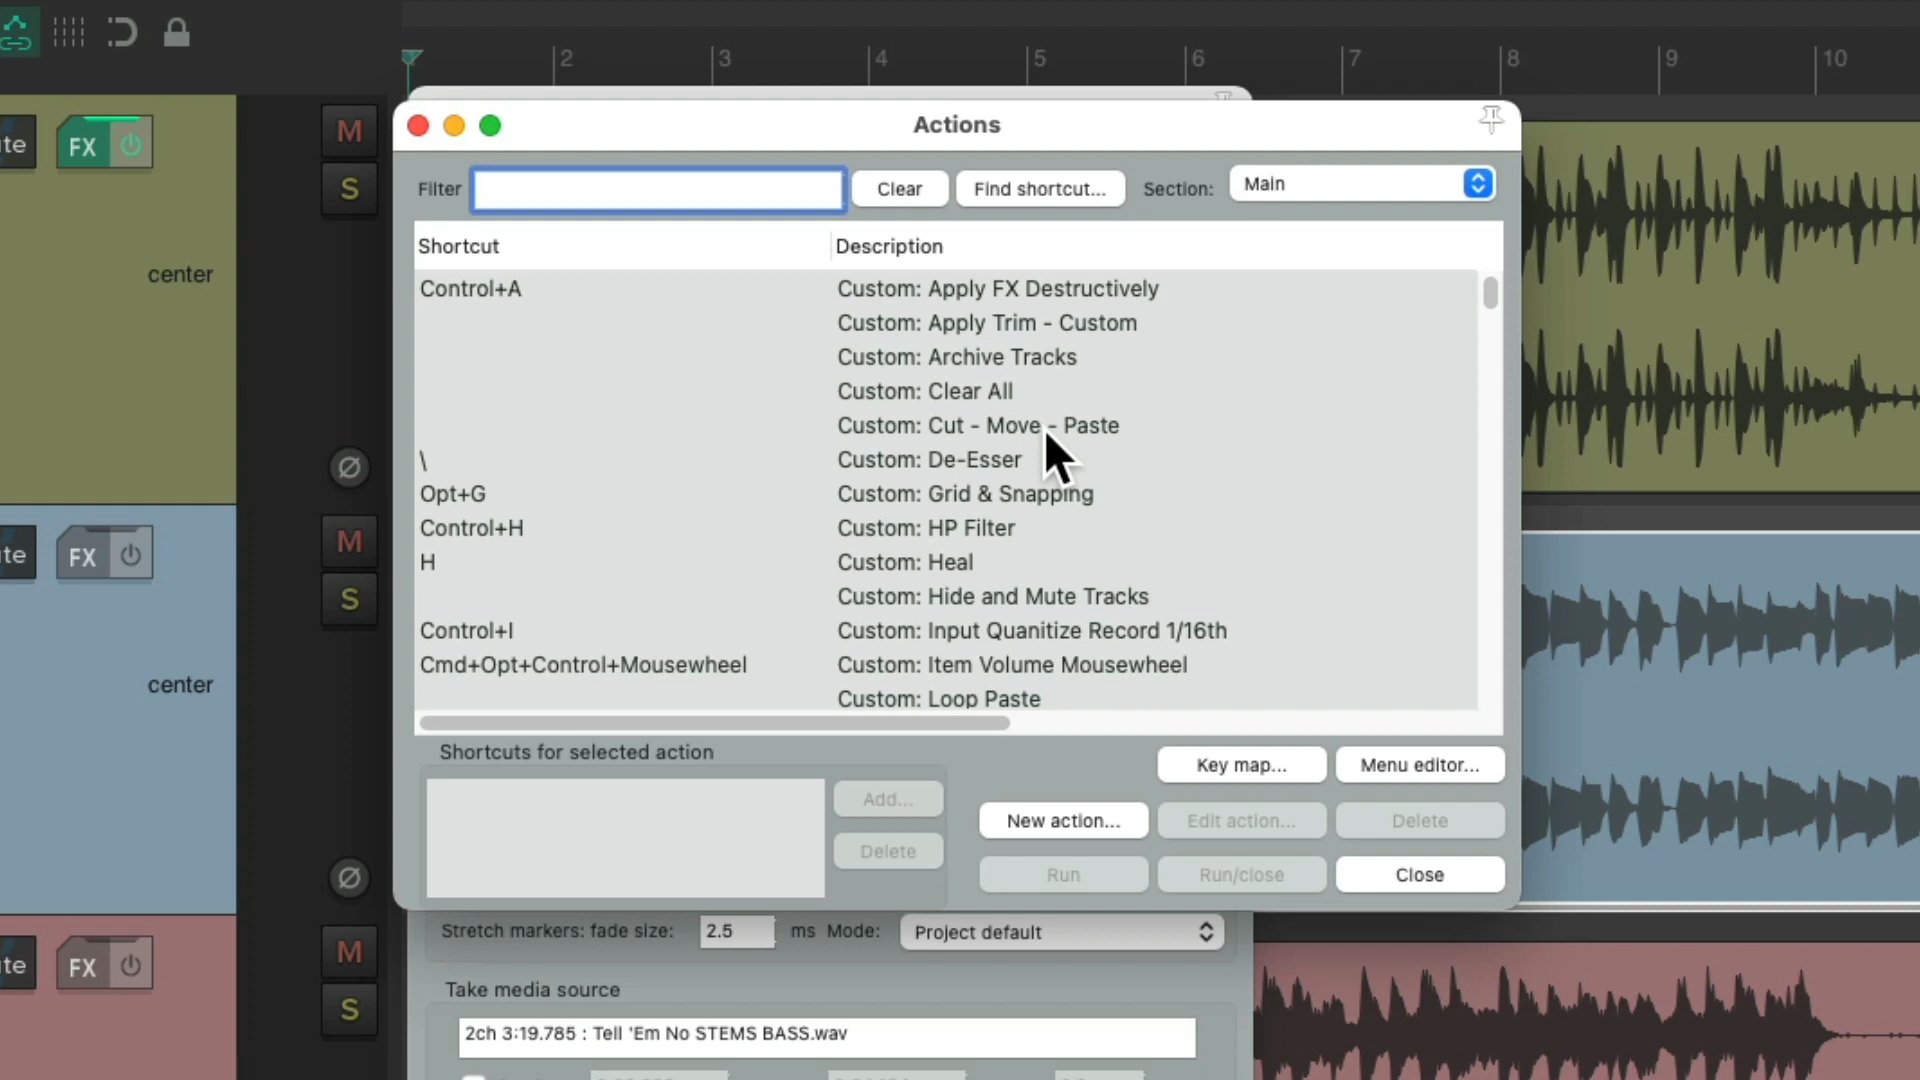 2
3
4
5
6
7
8
9
10
te
FX
M
S
center
Ø
te
FX
M
S
center
Ø
te
FX
M
S
Actions
Filter
Clear
Find shortcut...
Section:
Main
Shortcut
Description
Control+A
Custom: Apply FX Destructively
Custom: Apply Trim - Custom
Custom: Archive Tracks
Custom: Clear All
Custom: Cut - Move - Paste
\
Custom: De-Esser
Opt+G
Custom: Grid & Snapping
Control+H
Custom: HP Filter
H
Custom: Heal
Custom: Hide and Mute Tracks
Control+I
Custom: Input Quanitize Record 1/16th
Cmd+Opt+Control+Mousewheel
Custom: Item Volume Mousewheel
Custom: Loop Paste
Shortcuts for selected action
Add...
Delete
Key map...
Menu editor...
New action...
Edit action...
Delete
Run
Run/close
Close
Stretch markers: fade size:
2.5
ms Mode:
Project default
Take media source
2ch 3:19.785 : Tell 'Em No STEMS BASS.wav